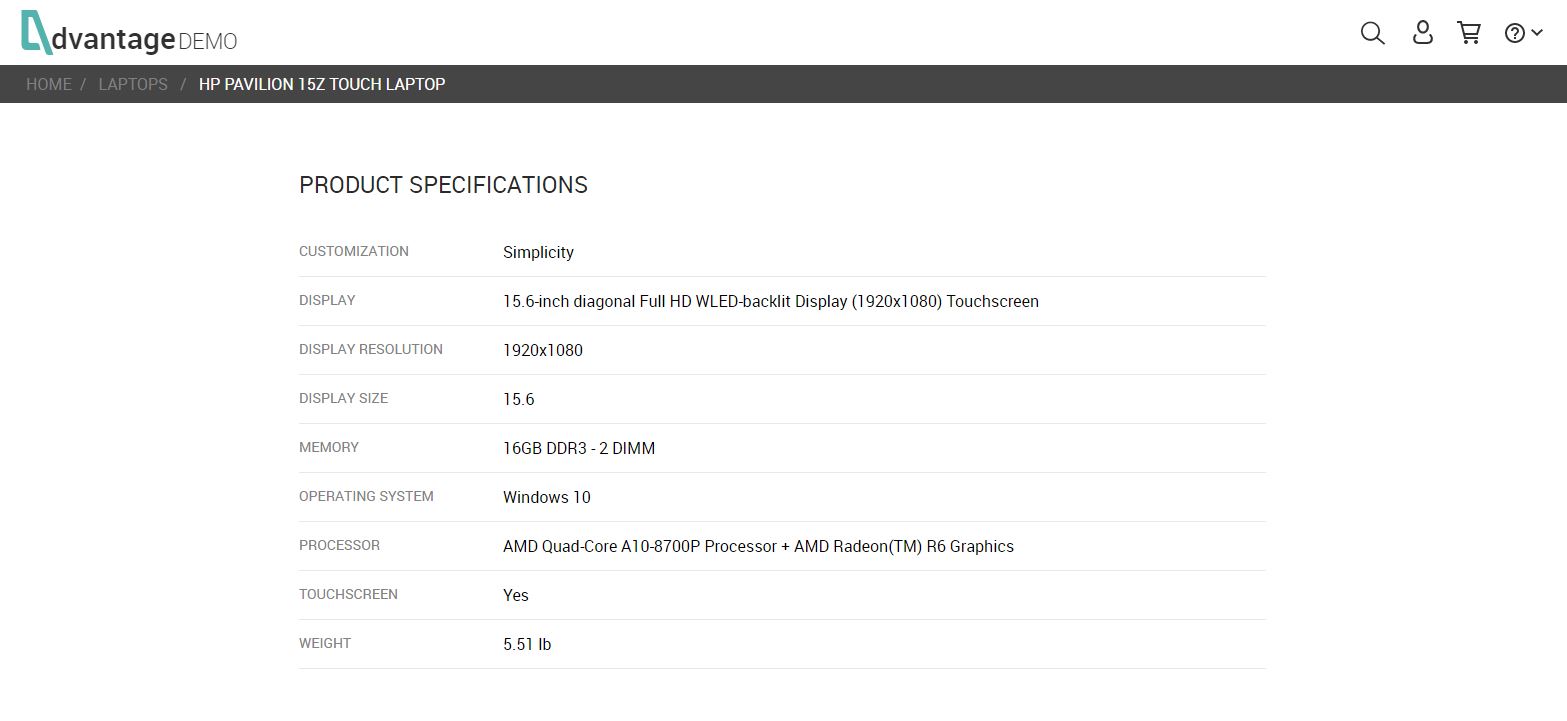 AdvantageDEMO
HOME / LAPTOPS / HP PAVILION 15Z TOUCH LAPTOP
PRODUCT SPECIFICATIONS
CUSTOMIZATION Simplicity
DISPLAY 15.6-inch diagonal Full HD WLED-backlit Display (1920x1080) Touchscreen
DISPLAY RESOLUTION 1920x1080
DISPLAY SIZE 15.6
MEMORY 16GB DDR3 - 2 DIMM
OPERATING SYSTEM Windows 10
PROCESSOR AMD Quad-Core A10-8700P Processor + AMD Radeon(TM) R6 Graphics
TOUCHSCREEN Yes
WEIGHT 5.51 lb